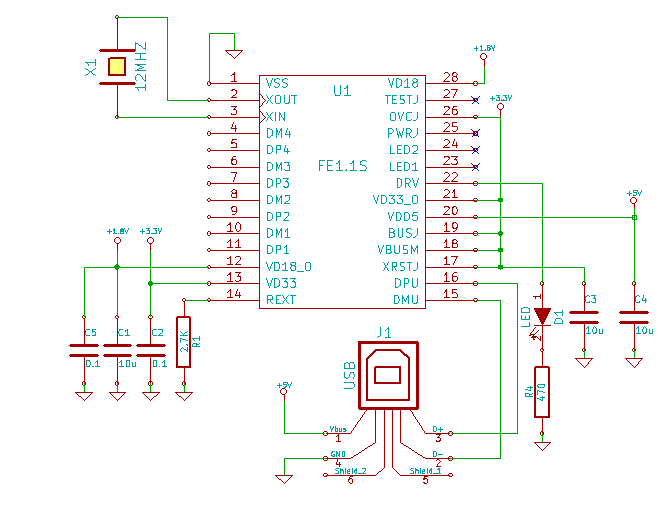 X1
12MHZ
+1.8V
+3.3V
U1
FE1.1S
1 VSS
2 XOUT
3 XIN
4 DM4
5 DP4
6 DM3
7 DP3
8 DM2
9 DP2
10 DM1
11 DP1
12 VD18_O
13 VD33
14 REXT
VD18 28
TESTJ 27
OVCJ 26
PWRJ 25
LED2 24
LED1 23
DRV 22
VD33_O 21
VDD5 20
BUSJ 19
VBUSM 18
XRSTJ 17
DPU 16
DMU 15
+5V
+1.8V
+3.3V
C5
0.1
C1
10u
C2
0.1
2.7K
R1
LED
1
2
D1
C3
10u
C4
10u
R4
470
J1
USB
+5V
Vbus
1
GND
4
Shield_2
6
D+
3
D-
2
Shield_1
5